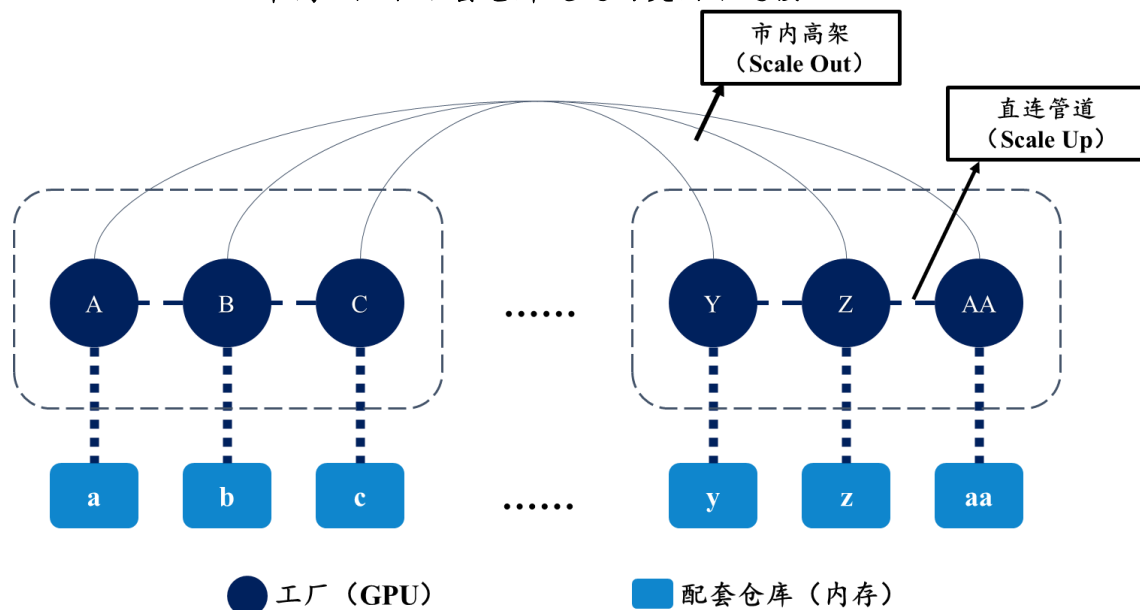 市内高架
（Scale Out）
直连管道
（Scale Up）
A
B
C
......
Y
Z
AA
a
b
c
......
y
z
aa
工厂（GPU）
配套仓库（内存）